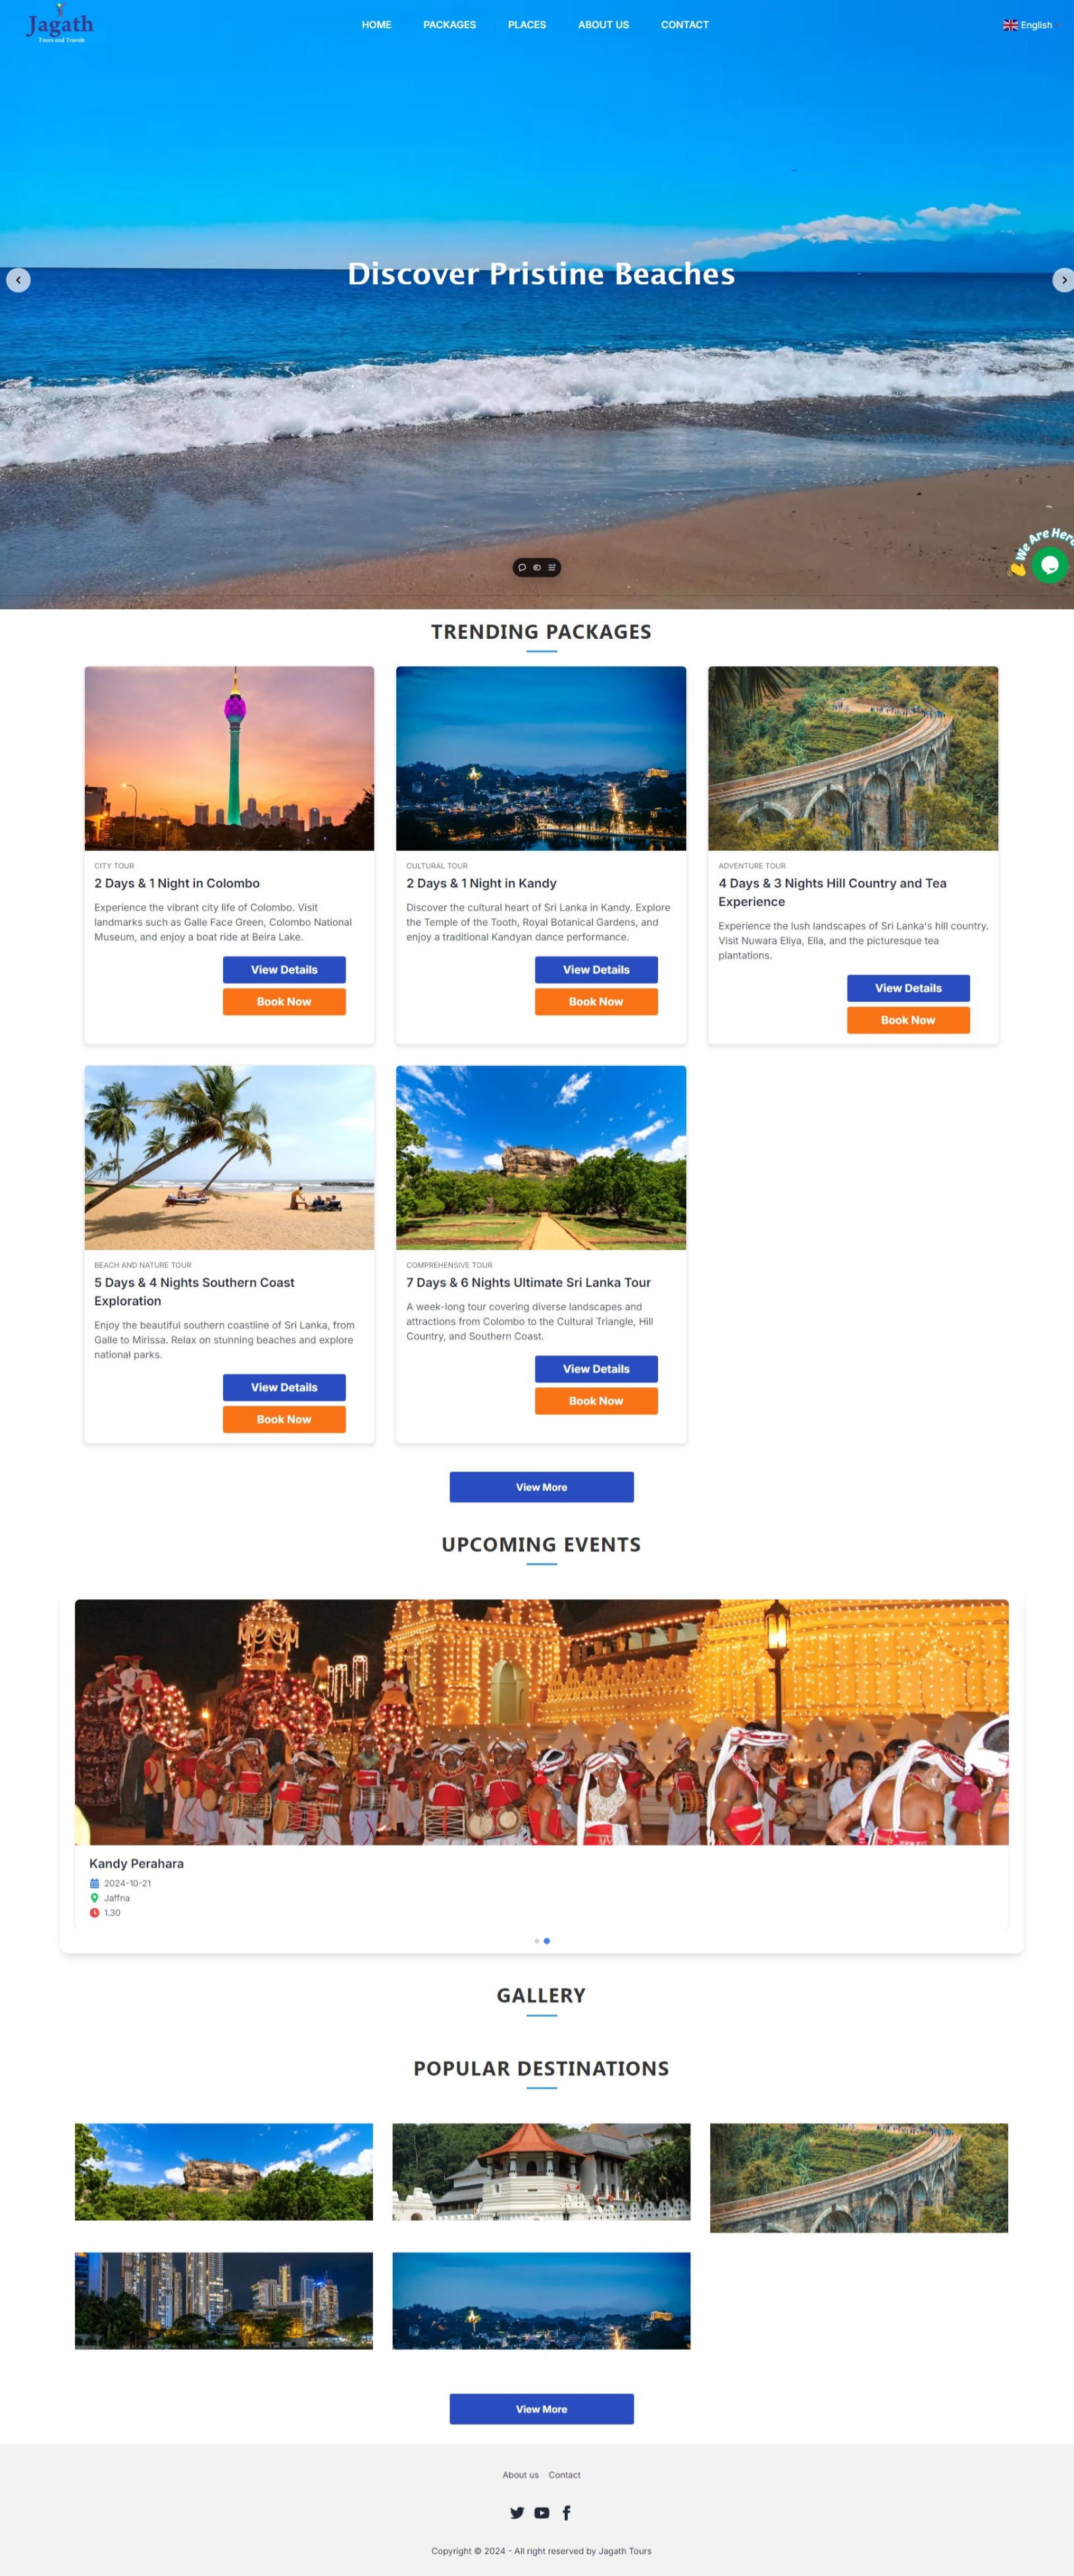 Jagath
Tours and Travels
HOME
PACKAGES
PLACES
ABOUT US
CONTACT
English
Discover Pristine Beaches
We Are Here
TRENDING PACKAGES
CITY TOUR
2 Days & 1 Night in Colombo
Experience the vibrant city life of Colombo. Visit
landmarks such as Galle Face Green, Colombo National
Museum, and enjoy a boat ride at Beira Lake.
View Details
Book Now
CULTURAL TOUR
2 Days & 1 Night in Kandy
Discover the cultural heart of Sri Lanka in Kandy. Explore
the Temple of the Tooth, Royal Botanical Gardens, and
enjoy a traditional Kandyan dance performance.
View Details
Book Now
ADVENTURE TOUR
4 Days & 3 Nights Hill Country and Tea
Experience
Experience the lush landscapes of Sri Lanka's hill country.
Visit Nuwara Eliya, Ella, and the picturesque tea
plantations.
View Details
Book Now
BEACH AND NATURE TOUR
5 Days & 4 Nights Southern Coast
Exploration
Enjoy the beautiful southern coastline of Sri Lanka, from
Galle to Mirissa. Relax on stunning beaches and explore
national parks.
View Details
Book Now
COMPREHENSIVE TOUR
7 Days & 6 Nights Ultimate Sri Lanka Tour
A week-long tour covering diverse landscapes and
attractions from Colombo to the Cultural Triangle, Hill
Country, and Southern Coast.
View Details
Book Now
View More
UPCOMING EVENTS
Kandy Perahara
2024-10-21
Jaffna
1.30
GALLERY
POPULAR DESTINATIONS
View More
About us Contact
Copyright © 2024 - All right reserved by Jagath Tours